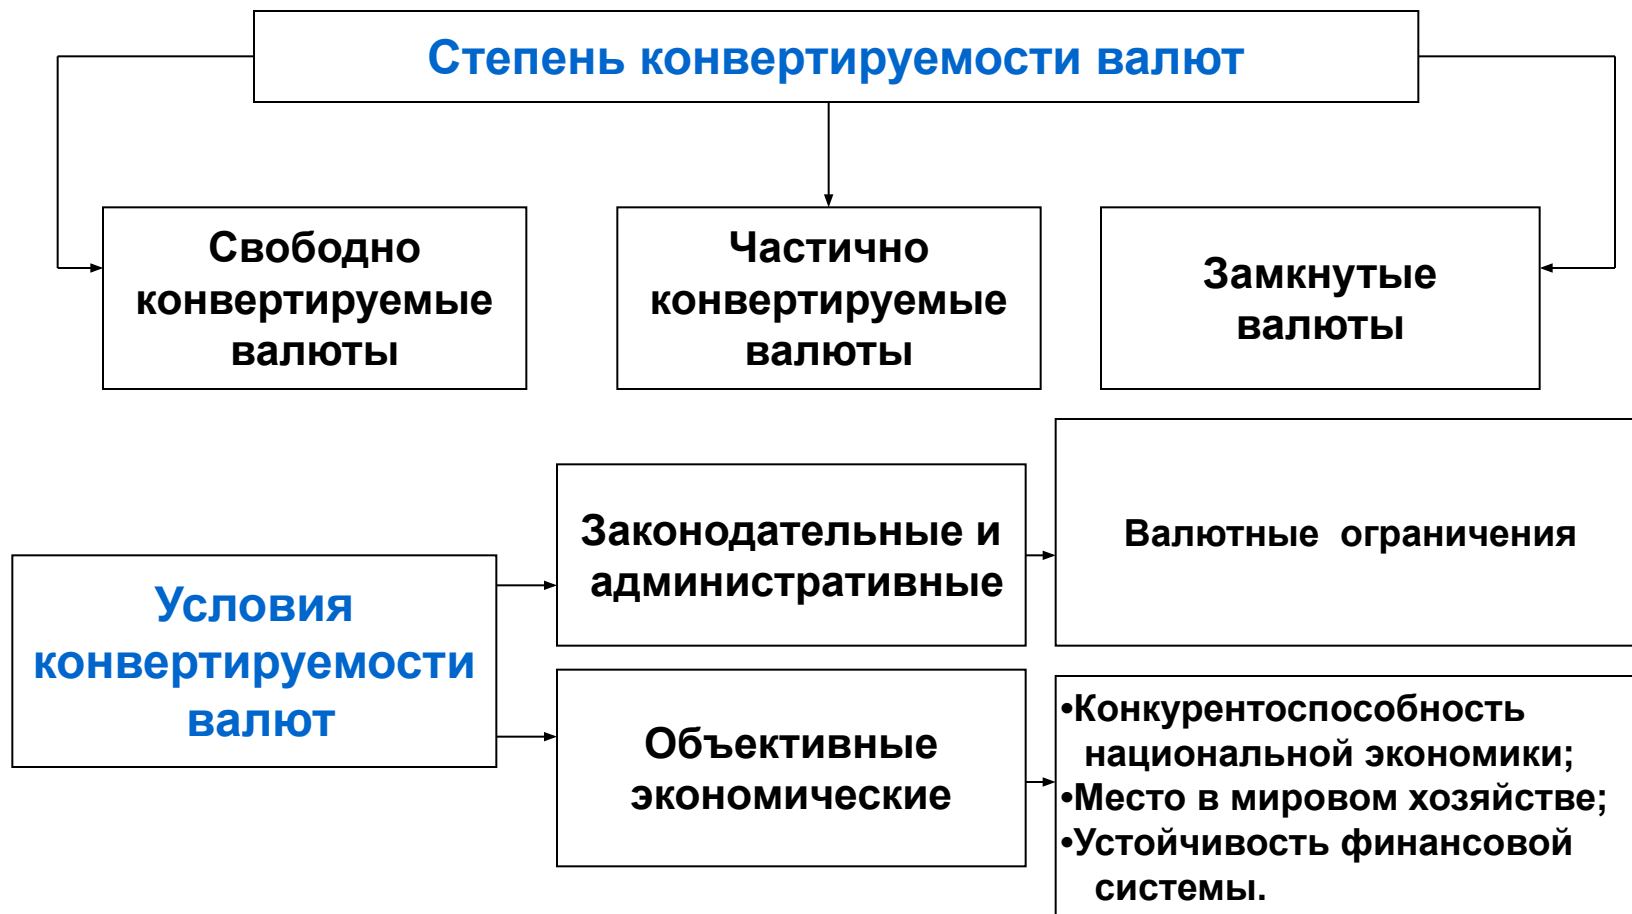 Степень конвертируемости валют
Свободно
конвертируемые
валюты
Частично
конвертируемые
валюты
Замкнутые
валюты
Условия
конвертируемости
валют
Законодательные и
административные
Валютные ограничения
Объективные
экономические
•Конкурентоспособность
национальной экономики;
•Место в мировом хозяйстве;
•Устойчивость финансовой
системы.